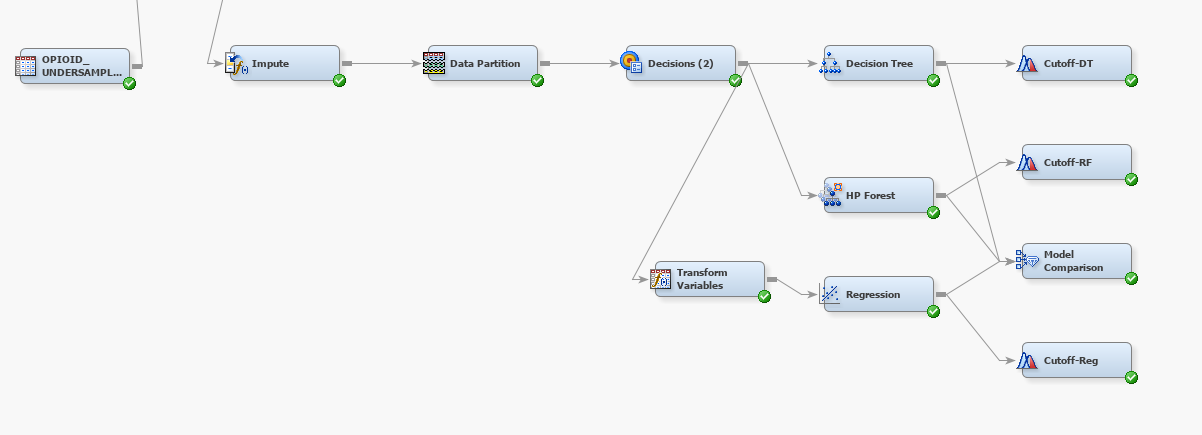 OPIOID_
UNDERSAMPL...
Impute
Data Partition
Decisions (2)
Decision Tree
Cutoff-DT
Cutoff-RF
HP Forest
Model
Comparison
Transform
Variables
Regression
Cutoff-Reg